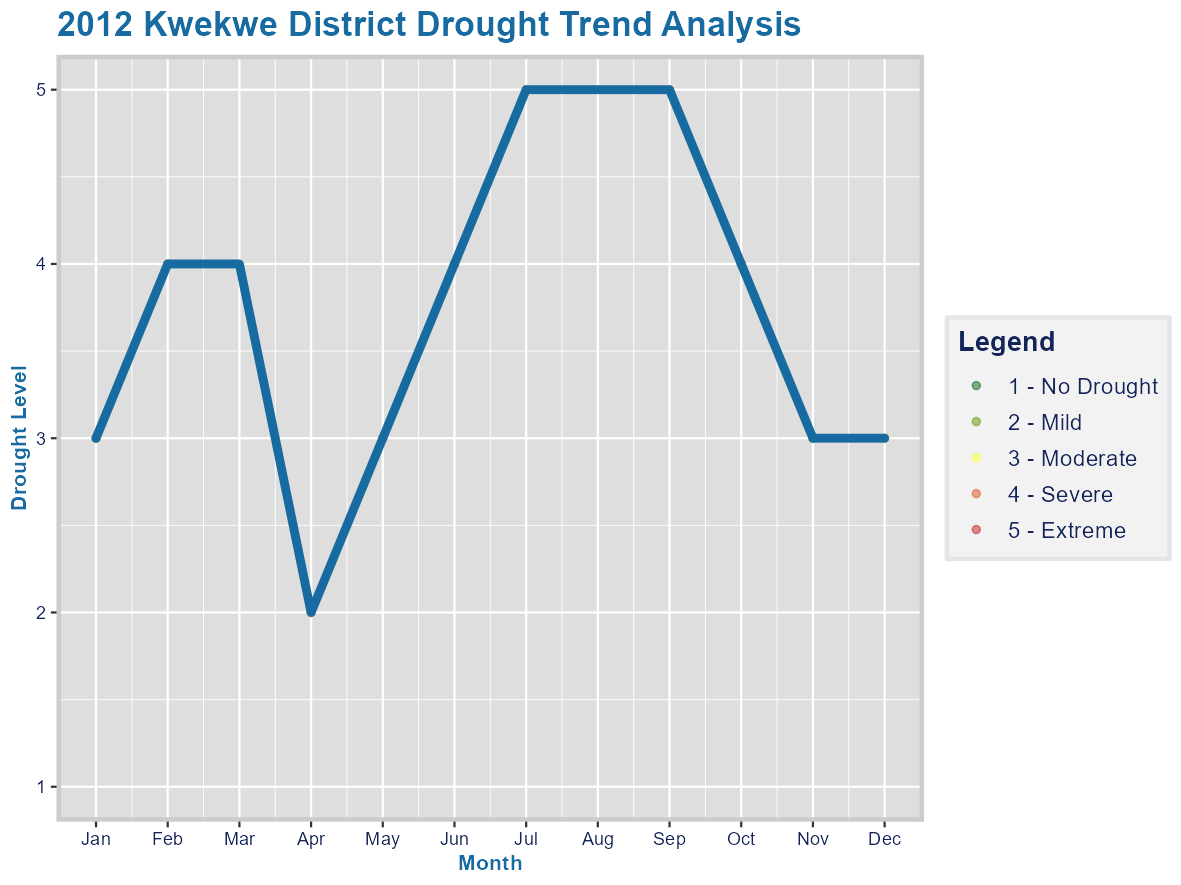 2012 Kwekwe District Drought Trend Analysis
Drought Level
5
4
3
2
1
Jan Feb Mar Apr May Jun Jul Aug Sep Oct Nov Dec
Month
Legend
1 - No Drought
2 - Mild
3 - Moderate
4 - Severe
5 - Extreme